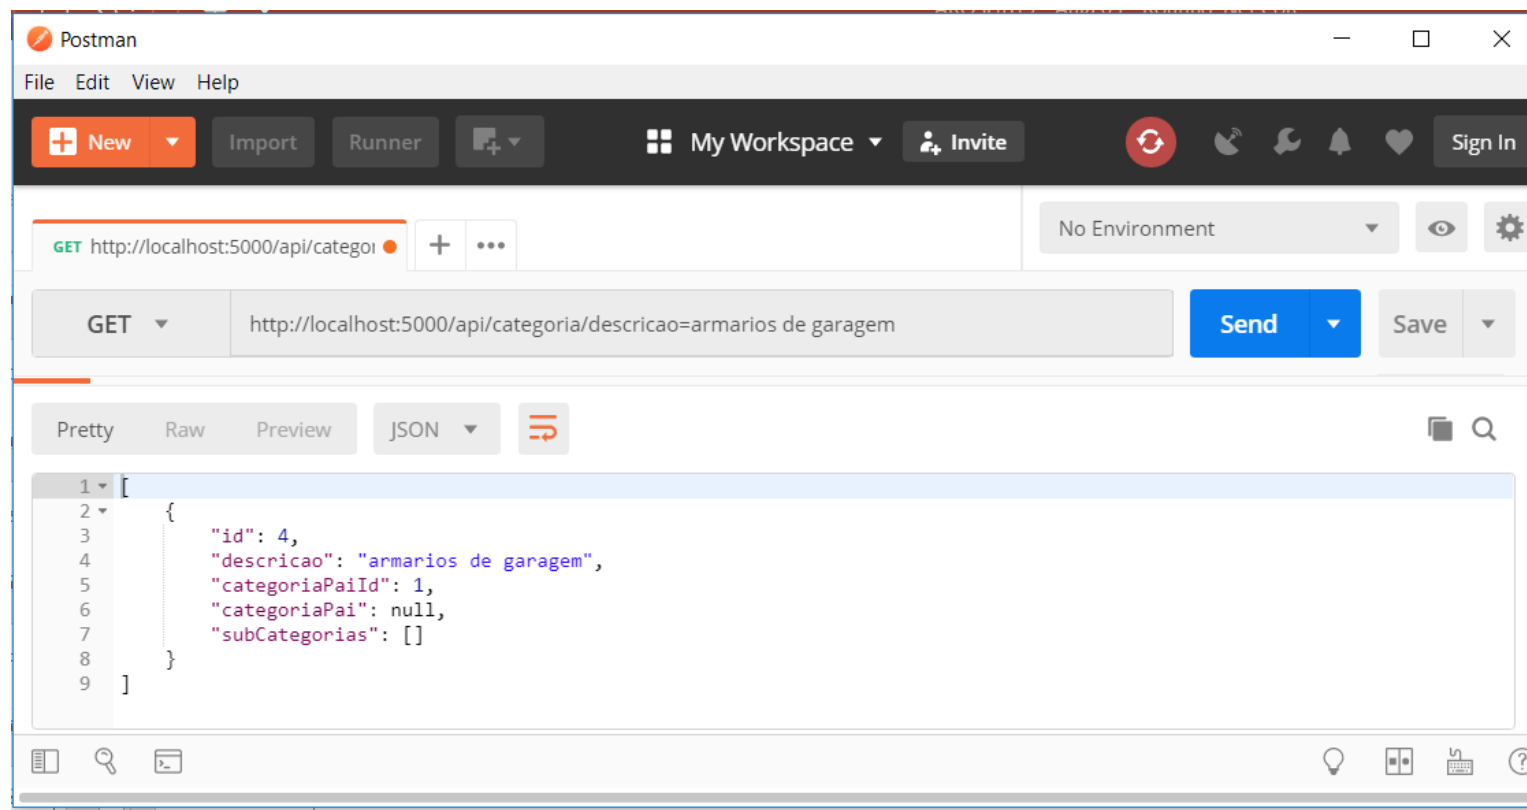 Postman
File Edit View Help
New Import Runner My Workspace Invite Sign In
GET http://localhost:5000/api/categor
No Environment
GET http://localhost:5000/api/categoria/descricao=armarios de garagem Send Save
Pretty Raw Preview JSON
1 [
2 {
3 "id": 4,
4 "descricao": "armarios de garagem",
5 "categoriaPaiId": 1,
6 "categoriaPai": null,
7 "subCategorias": []
8 }
9 ]